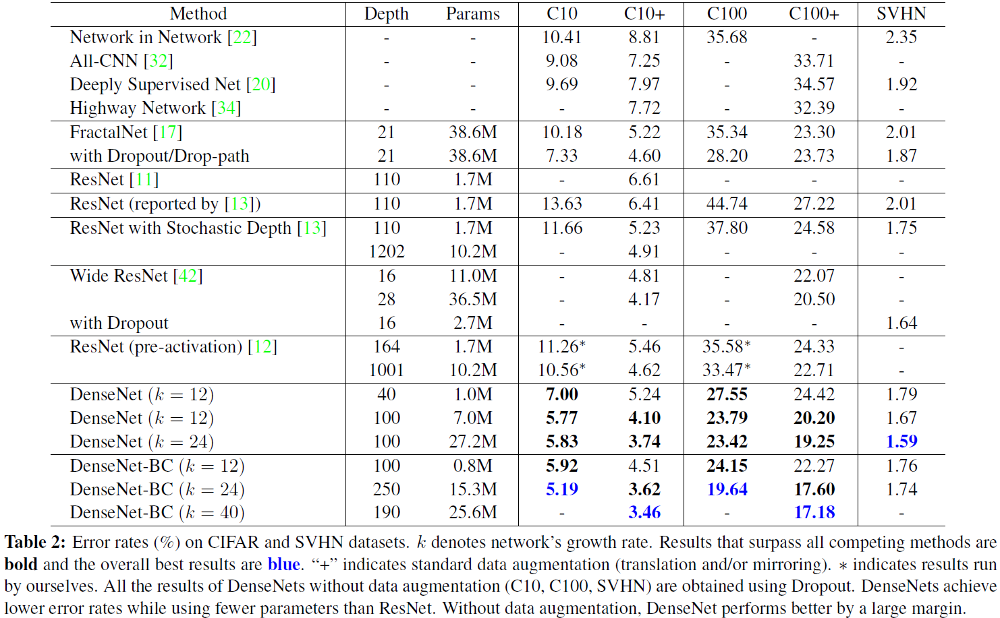 Method Depth Params C10 C10+ C100 C100+ SVHN
Network in Network [22] - - 10.41 8.81 35.68 - 2.35
All-CNN [32] - - 9.08 7.25 - 33.71 -
Deeply Supervised Net [20] - - 9.69 7.97 - 34.57 1.92
Highway Network [34] - - - 7.72 - 32.39 -
FractalNet [17] 21 38.6M 10.18 5.22 35.34 23.30 2.01
with Dropout/Drop-path 21 38.6M 7.33 4.60 28.20 23.73 1.87
ResNet [11] 110 1.7M - 6.61 - - -
ResNet (reported by [13]) 110 1.7M 13.63 6.41 44.74 27.22 2.01
ResNet with Stochastic Depth [13] 110 1.7M 11.66 5.23 37.80 24.58 1.75
1202 10.2M - 4.91 - - -
Wide ResNet [42] 16 11.0M - 4.81 - 22.07 -
28 36.5M - 4.17 - 20.50 -
with Dropout 16 2.7M - - - - 1.64
ResNet (pre-activation) [12] 164 1.7M 11.26* 5.46 35.58* 24.33 -
1001 10.2M 10.56* 4.62 33.47* 22.71 -
DenseNet (k = 12) 40 1.0M 7.00 5.24 27.55 24.42 1.79
DenseNet (k = 12) 100 7.0M 5.77 4.10 23.79 20.20 1.67
DenseNet (k = 24) 100 27.2M 5.83 3.74 23.42 19.25 1.59
DenseNet-BC (k = 12) 100 0.8M 5.92 4.51 24.15 22.27 1.76
DenseNet-BC (k = 24) 250 15.3M 5.19 3.62 19.64 17.60 1.74
DenseNet-BC (k = 40) 190 25.6M - 3.46 - 17.18 -
Table 2: Error rates (%) on CIFAR and SVHN datasets. k denotes network's growth rate. Results that surpass all competing methods are
bold and the overall best results are blue. “+” indicates standard data augmentation (translation and/or mirroring). * indicates results run
by ourselves. All the results of DenseNets without data augmentation (C10, C100, SVHN) are obtained using Dropout. DenseNets achieve
lower error rates while using fewer parameters than ResNet. Without data augmentation, DenseNet performs better by a large margin.